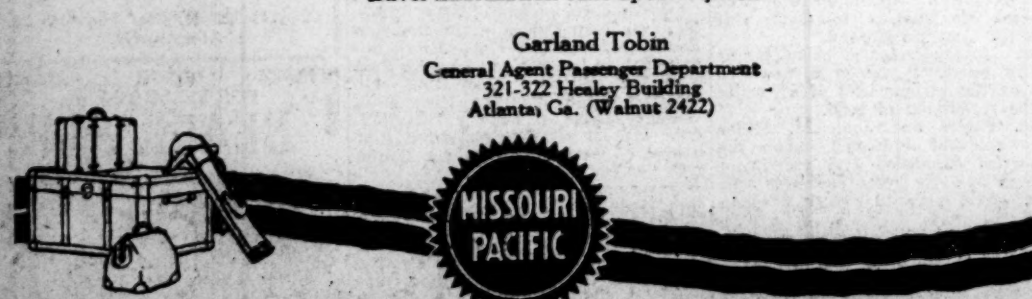 Garland Tobin
General Agent Passenger Department
321-322 Healey Building
Atlanta, Ga. (Walnut 2422)
MISSOURI
PACIFIC